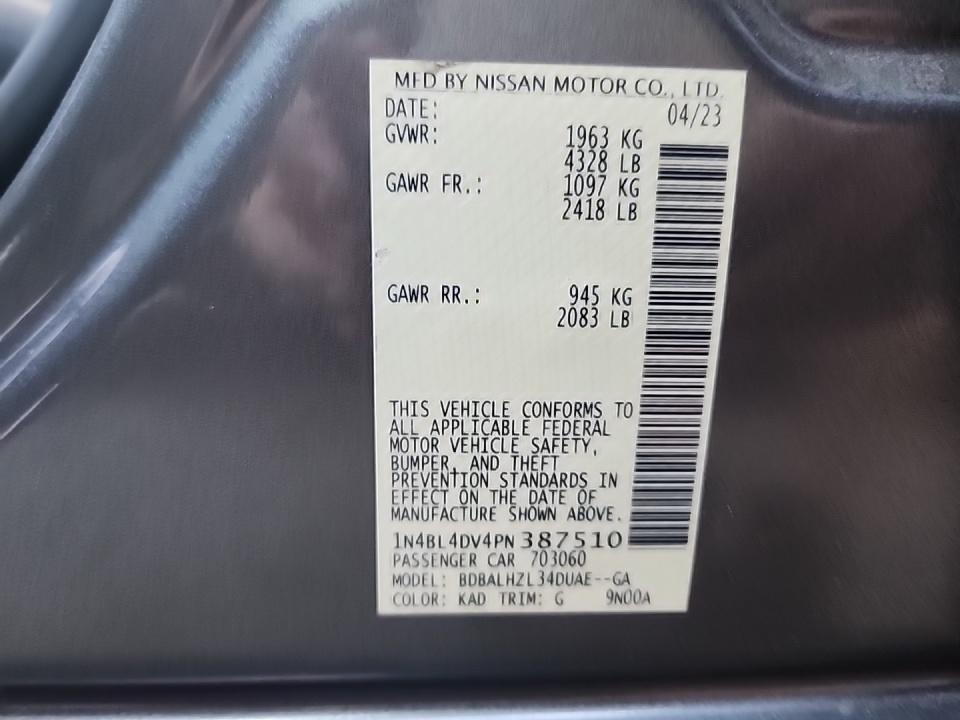 MFD BY NISSAN MOTOR CO., LTD.
DATE: 04/23
GVWR: 1963 KG
4328 LB
GAWR FR.: 1097 KG
2418 LB
GAWR RR.: 945 KG
2083 LB
THIS VEHICLE CONFORMS TO
ALL APPLICABLE FEDERAL
MOTOR VEHICLE SAFETY,
BUMPER, AND THEFT
PREVENTION STANDARDS IN
EFFECT ON THE DATE OF
MANUFACTURE SHOWN ABOVE.
1N4BL4DV4PN387510
PASSENGER CAR 703060
MODEL: BDBALHZL34DUAE--GA
COLOR: KAD TRIM: G 9N00A